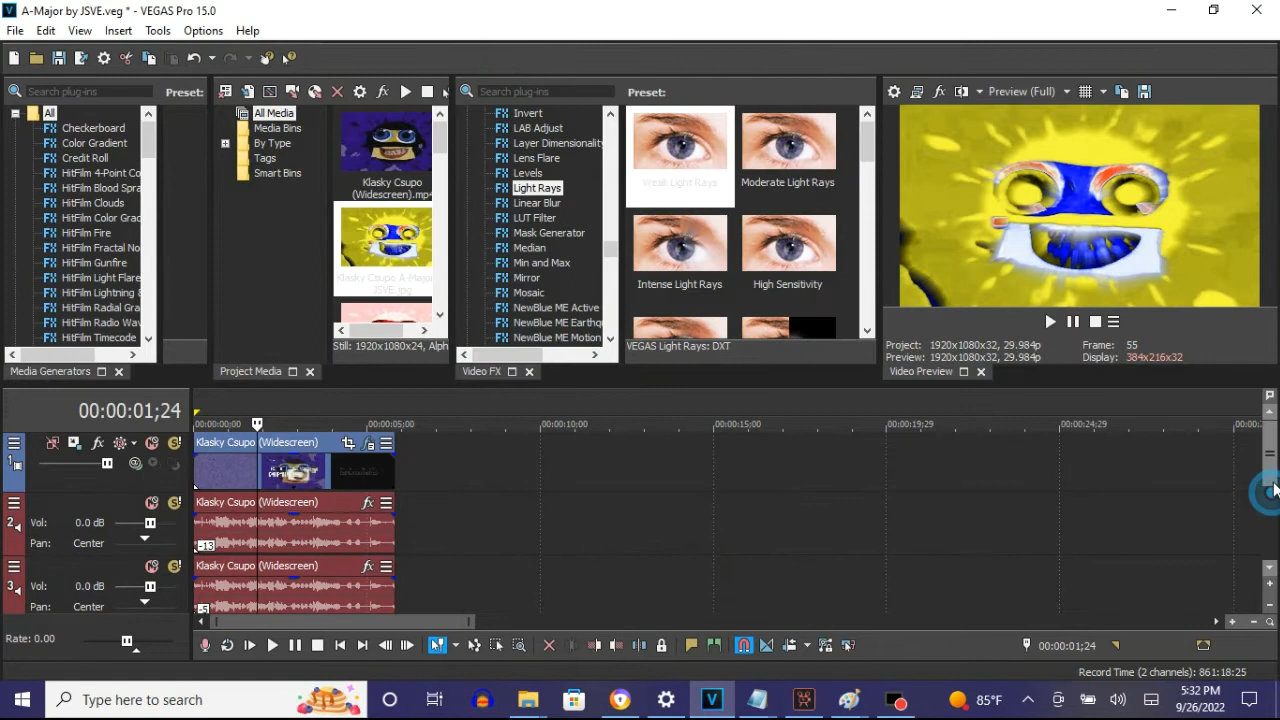 A-Major by JSVE.veg * - VEGAS Pro 15.0
File Edit View Insert Tools Options Help
Search plug-ins
Preset:
All
Checkerboard
Color Gradient
Credit Roll
HitFilm 4-Point Co
HitFilm Blood Spra
HitFilm Clouds
HitFilm Color Grad
HitFilm Fire
HitFilm Fractal No
HitFilm Gunfire
HitFilm Light Flare
HitFilm Lightning &
HitFilm Radial Gra
HitFilm Radio Wav
HitFilm Timecode
Media Generators
All Media
Media Bins
By Type
Tags
Smart Bins
Klasky Csupo
(Widescreen).mp4
Klasky Csupo A-Major
JSVE.jpg
Still: 1920x1080x24, Alph
Project Media
Search plug-ins
Invert
LAB Adjust
Layer Dimensionality
Lens Flare
Levels
Light Rays
Linear Blur
LUT Filter
Mask Generator
Median
Min and Max
Mirror
Mosaic
NewBlue ME Active
NewBlue ME Earthq
NewBlue ME Motion
Video FX
Preset:
Weak Light Rays
Moderate Light Rays
Intense Light Rays
High Sensitivity
VEGAS Light Rays: DXT
Preview (Full)
Project: 1920x1080x32, 29.984p
Frame: 55
Preview: 1920x1080x32, 29.984p
Display: 384x216x32
Video Preview
00:00:01;24
00:00:00;00
00:00:05;00
00:00:10;00
00:00:15;00
00:00:19;29
00:00:24;29
Klasky Csupo (Widescreen)
1
Klasky Csupo (Widescreen)
2
Vol: 0.0 dB
Pan: Center
-13
Klasky Csupo (Widescreen)
3
Vol: 0.0 dB
Pan: Center
-5
Rate: 0.00
00:00:01;24
Record Time (2 channels): 861:18:25
Type here to search
85°F
5:32 PM
9/26/2022